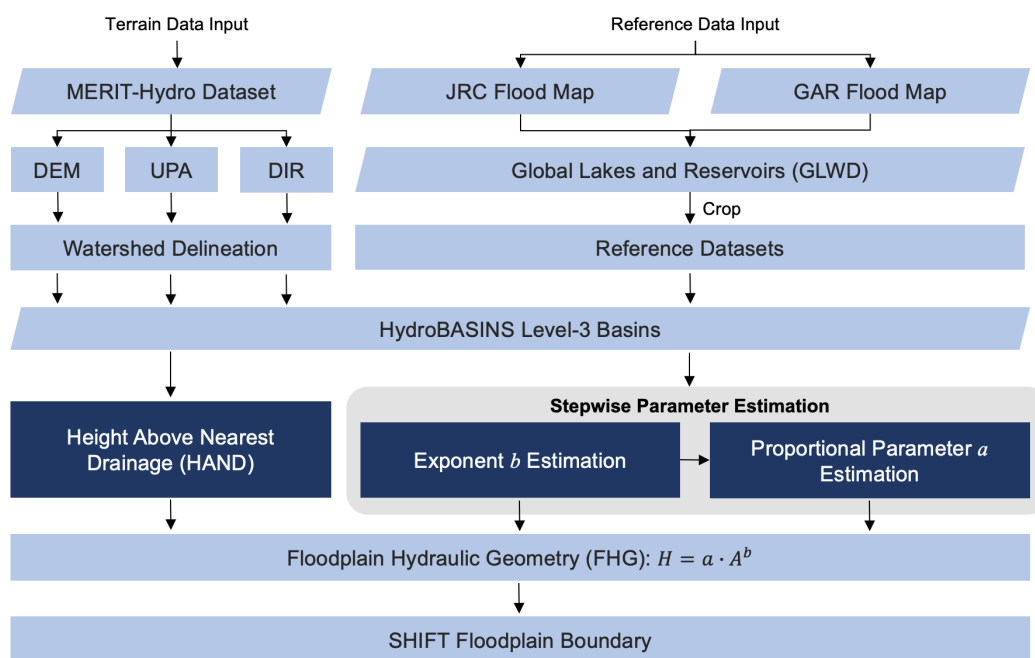 Terrain Data Input
Reference Data Input
MERIT-Hydro Dataset
JRC Flood Map
GAR Flood Map
DEM
UPA
DIR
Global Lakes and Reservoirs (GLWD)
Crop
Watershed Delineation
Reference Datasets
HydroBASINS Level-3 Basins
Stepwise Parameter Estimation
Height Above Nearest
Drainage (HAND)
Exponent b Estimation
Proportional Parameter a
Estimation
Floodplain Hydraulic Geometry (FHG): H = a · A^b
SHIFT Floodplain Boundary